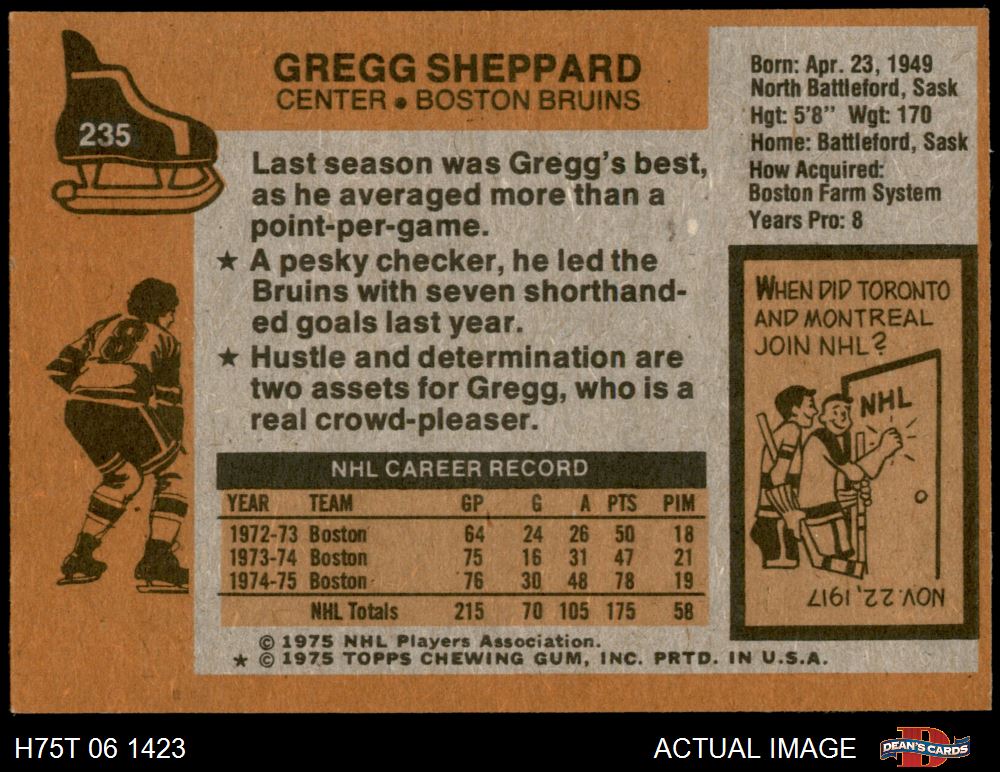 235
GREGG SHEPPARD
CENTER • BOSTON BRUINS
Last season was Gregg's best,
as he averaged more than a
point-per-game.
★ A pesky checker, he led the
Bruins with seven shorthand-
ed goals last year.
★ Hustle and determination are
two assets for Gregg, who is a
real crowd-pleaser.
Born: Apr. 23, 1949
North Battleford, Sask
Hgt: 5'8" Wgt: 170
Home: Battleford, Sask
How Acquired:
Boston Farm System
Years Pro: 8
8
WHEN DID TORONTO
AND MONTREAL
JOIN NHL?
NHL
NOV. 22, 1917
NHL CAREER RECORD
YEAR TEAM GP G A PTS PIM
1972-73 Boston 64 24 26 50 18
1973-74 Boston 75 16 31 47 21
1974-75 Boston 76 30 48 78 19
NHL Totals 215 70 105 175 58
© 1975 NHL Players Association.
★ © 1975 TOPPS CHEWING GUM, INC. PRTD. IN U.S.A.
H75T 06 1423
ACTUAL IMAGE
D
DEAN'S CARDS